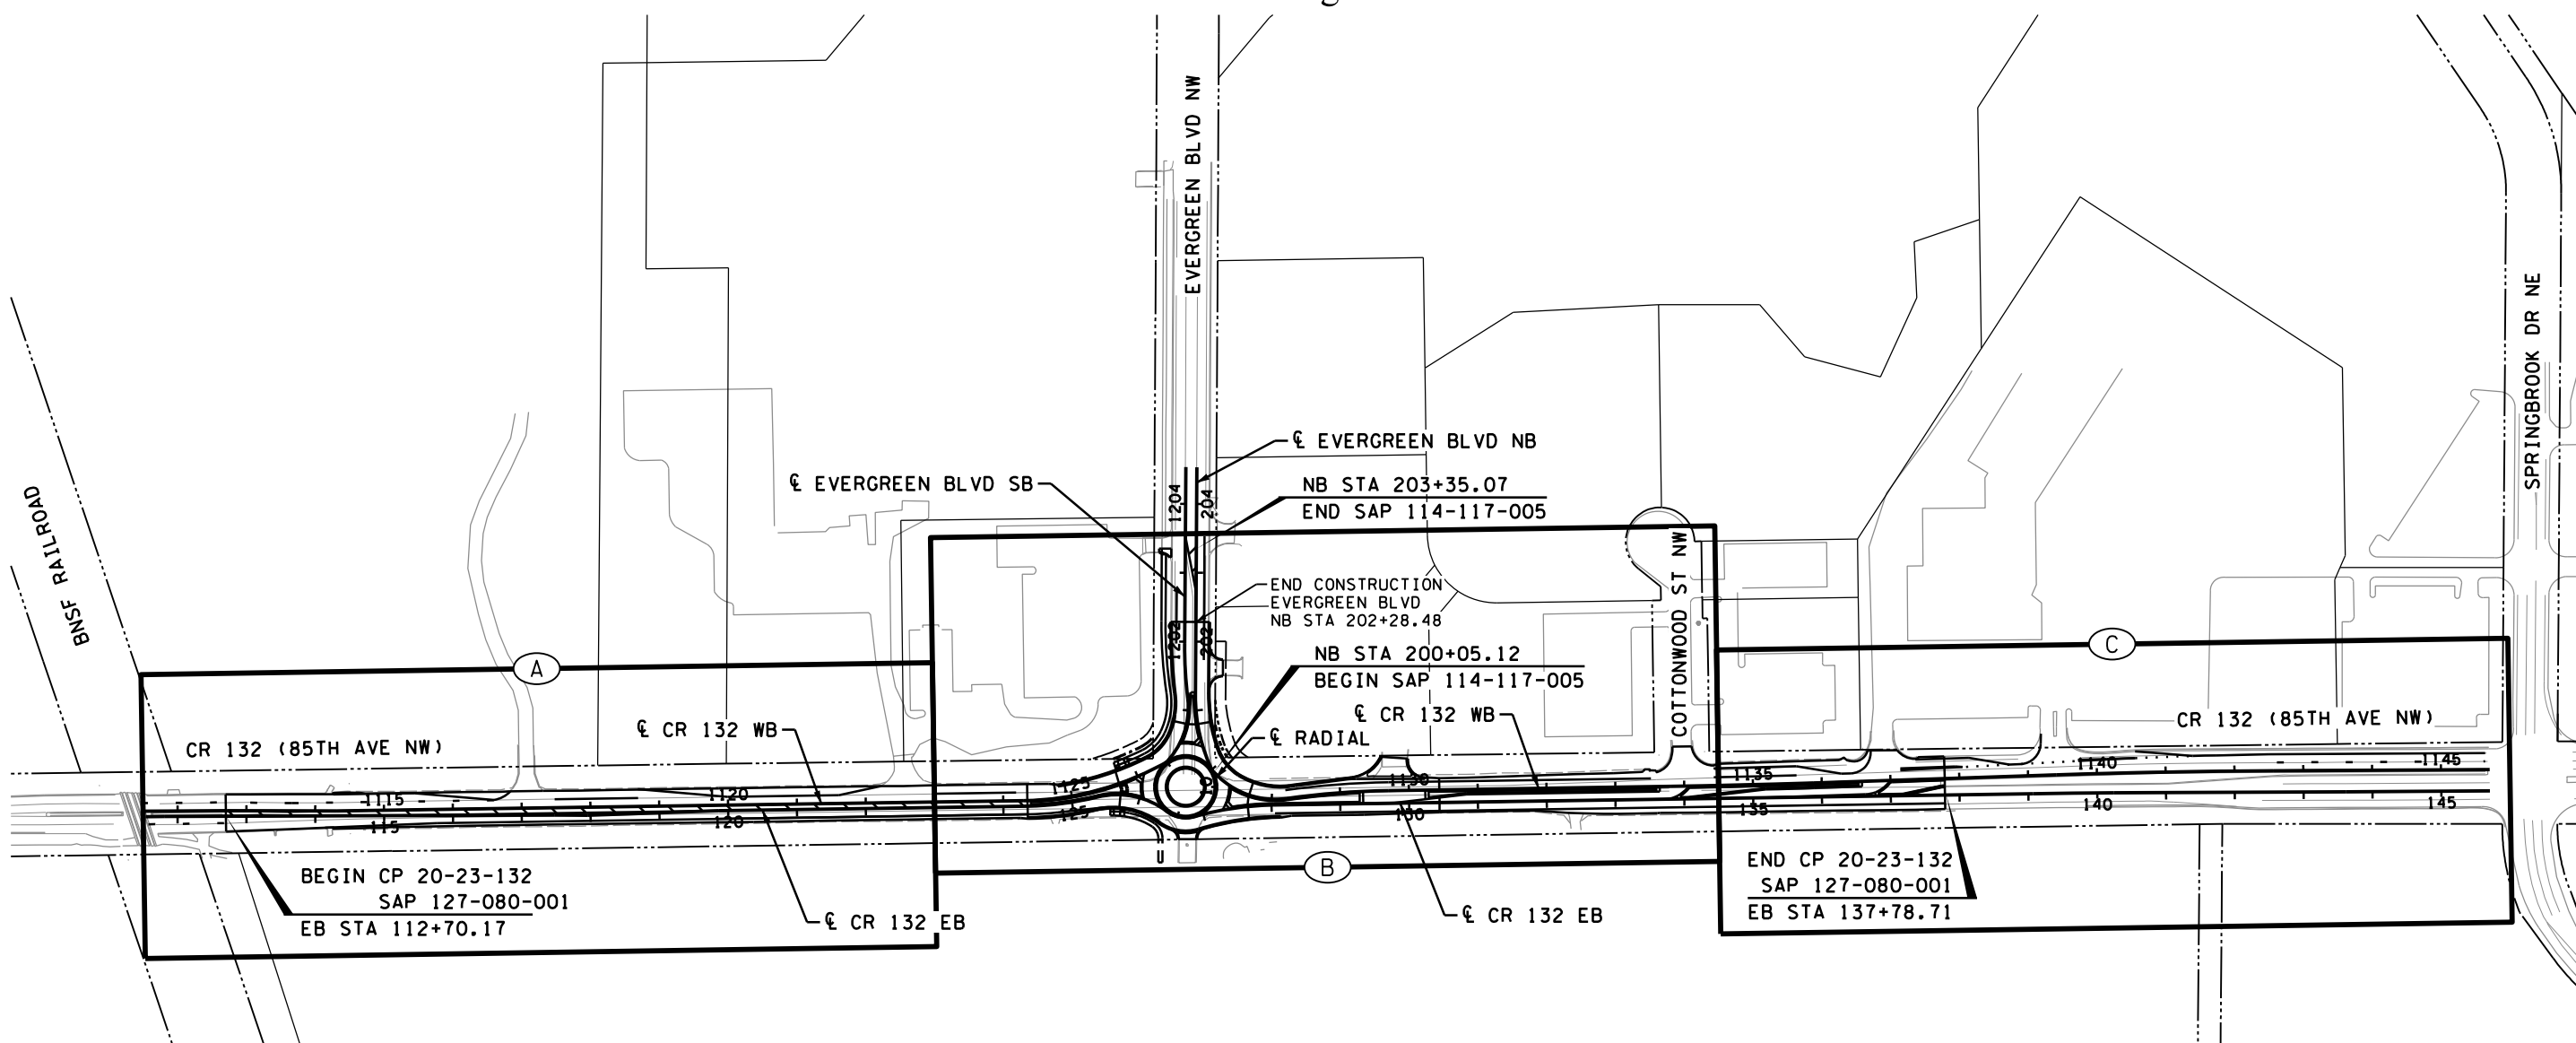 EVERGREEN BLVD NW
SPRINGBROOK DR NE
BNSF RAILROAD
℄ EVERGREEN BLVD NB
℄ EVERGREEN BLVD SB
NB STA 203+35.07
END SAP 114-117-005
1204
204
COTTONWOOD ST NW
END CONSTRUCTION
EVERGREEN BLVD
NB STA 202+28.48
1202
202
NB STA 200+05.12
BEGIN SAP 114-117-005
A
C
℄ CR 132 WB
℄ CR 132 WB
℄ RADIAL
CR 132 (85TH AVE NW)
CR 132 (85TH AVE NW)
1115
1120
1125
1130
1135
1140
1145
115
120
125
130
135
140
145
B
BEGIN CP 20-23-132
SAP 127-080-001
EB STA 112+70.17
℄ CR 132 EB
℄ CR 132 EB
END CP 20-23-132
SAP 127-080-001
EB STA 137+78.71